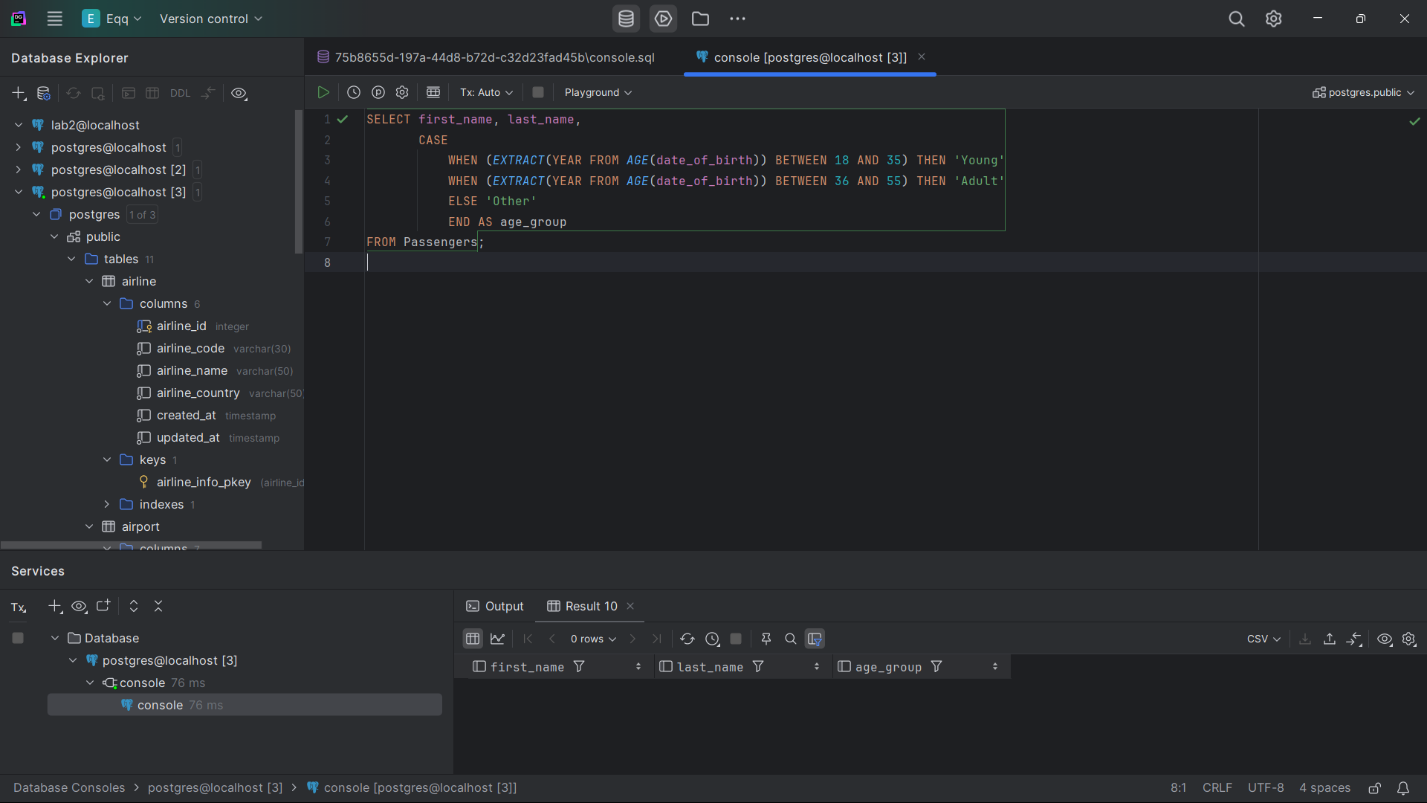 E Eqq Version control
Database Explorer
75b8655d-197a-44d8-b72d-c32d23fad45b\console.sql
console [postgres@localhost [3]]
DDL
Tx: Auto
Playground
postgres.public
lab2@localhost
postgres@localhost 1
postgres@localhost [2] 1
postgres@localhost [3] 1
postgres 1 of 3
public
tables 11
airline
columns 6
airline_id integer
airline_code varchar(30)
airline_name varchar(50)
airline_country varchar(50
created_at timestamp
updated_at timestamp
keys 1
airline_info_pkey (airline_id
indexes 1
airport
columns 7
1 SELECT first_name, last_name,
2 CASE
3 WHEN (EXTRACT(YEAR FROM AGE(date_of_birth)) BETWEEN 18 AND 35) THEN 'Young'
4 WHEN (EXTRACT(YEAR FROM AGE(date_of_birth)) BETWEEN 36 AND 55) THEN 'Adult'
5 ELSE 'Other'
6 END AS age_group
7 FROM Passengers;
8
Services
Tx
Database
postgres@localhost [3]
console 76 ms
console 76 ms
Output Result 10
0 rows CSV
first_name last_name age_group
Database Consoles > postgres@localhost [3] > console [postgres@localhost [3]]
8:1 CRLF UTF-8 4 spaces